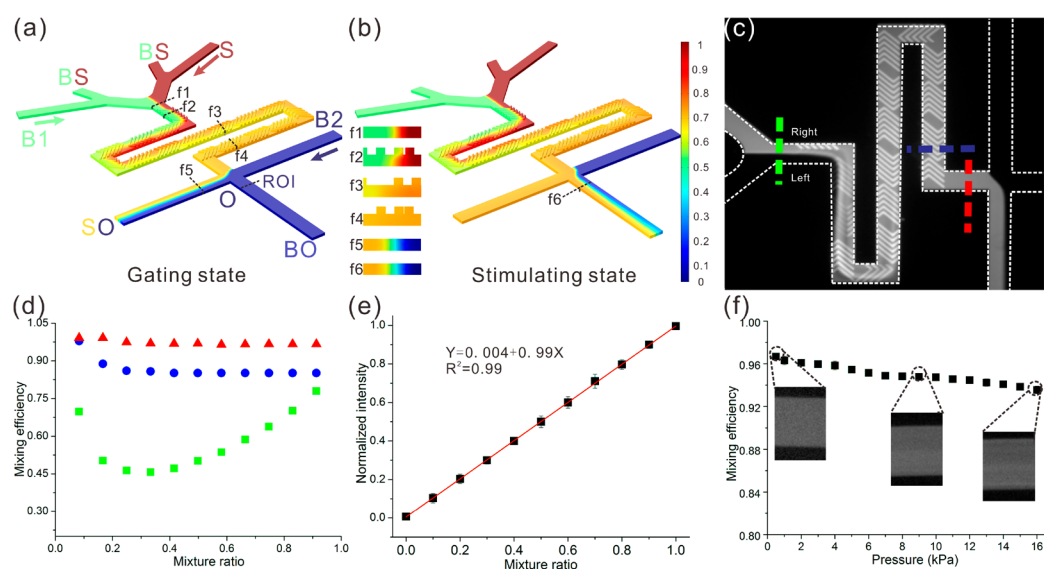 (a)
BS
S
BS
f1
f2
B1
f3
f4
B2
f5
ROI
O
SO
BO
Gating state
(b)
f1
f2
f3
f4
f5
f6
f6
Stimulating state
1
0.9
0.8
0.7
0.6
0.5
0.4
0.3
0.2
0.1
0
(c)
Right
Left
(d)
1.05
0.90
0.75
0.60
0.45
0.30
Mixing efficiency
0.0 0.2 0.4 0.6 0.8 1.0
Mixture ratio
(e)
1.0
0.8
0.6
0.4
0.2
0.0
Normalized intensity
Y=0.004+0.99X
R²=0.99
0.0 0.2 0.4 0.6 0.8 1.0
Mixture ratio
(f)
1.00
0.96
0.92
0.88
0.84
0.80
Mixing efficiency
0 2 4 6 8 10 12 14 16
Pressure (kPa)